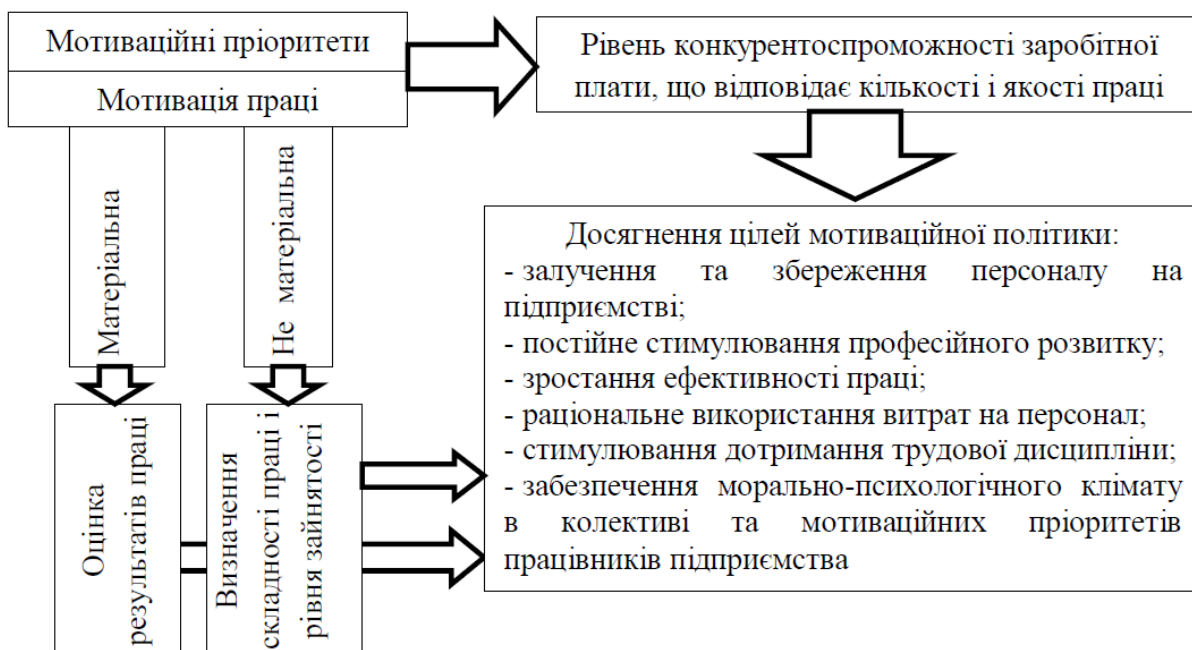 Мотиваційні пріоритети
Мотивація праці
Рівень конкурентоспроможності заробітної
плати, що відповідає кількості і якості праці
Матеріальна
Не матеріальна
Оцінка
результатів праці
Визначення
складності праці і
рівня зайнятості
Досягнення цілей мотиваційної політики:
- залучення та збереження персоналу на
підприємстві;
- постійне стимулювання професійного розвитку;
- зростання ефективності праці;
- раціональне використання витрат на персонал;
- стимулювання дотримання трудової дисципліни;
- забезпечення морально-психологічного клімату
в колективі та мотиваційних пріоритетів
працівників підприємства